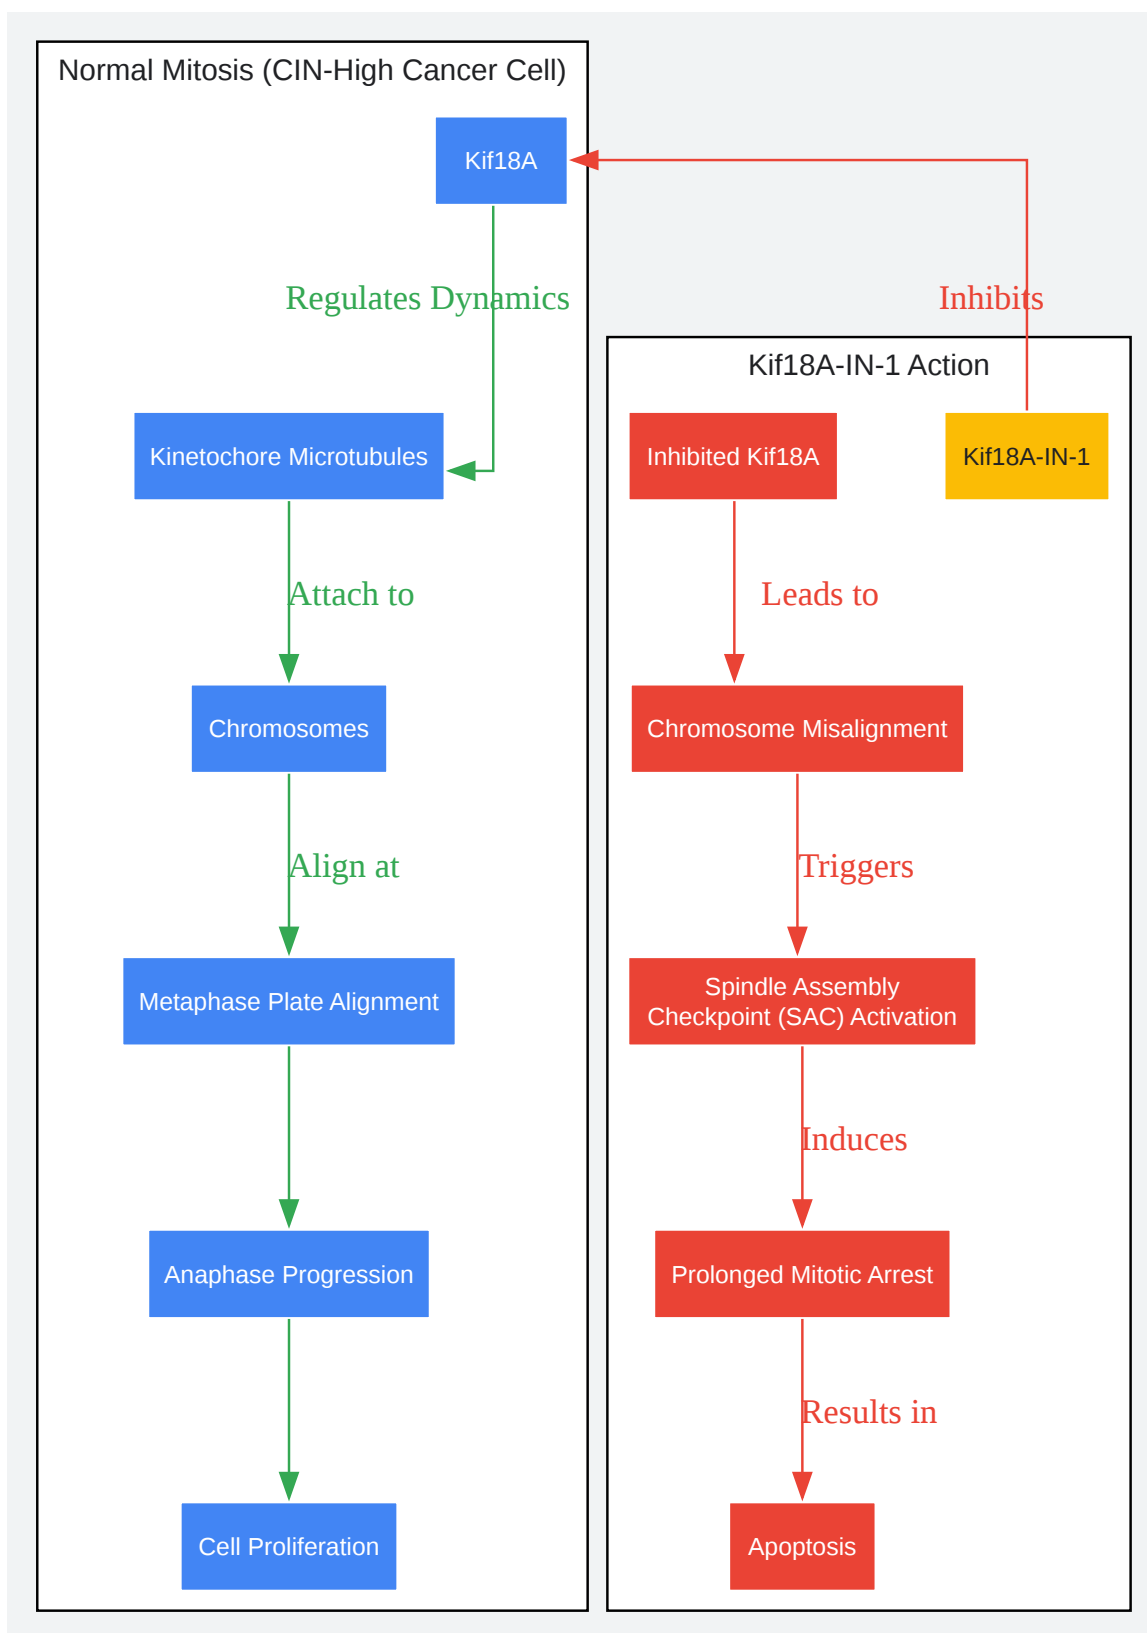 Normal Mitosis (CIN-High Cancer Cell)
Kif18A
Regulates Dynamics
Kinetochore Microtubules
Attach to
Chromosomes
Align at
Metaphase Plate Alignment
Anaphase Progression
Cell Proliferation
Inhibits
Kif18A-IN-1 Action
Inhibited Kif18A
Kif18A-IN-1
Leads to
Chromosome Misalignment
Triggers
Spindle Assembly
Checkpoint (SAC) Activation
Induces
Prolonged Mitotic Arrest
Results in
Apoptosis